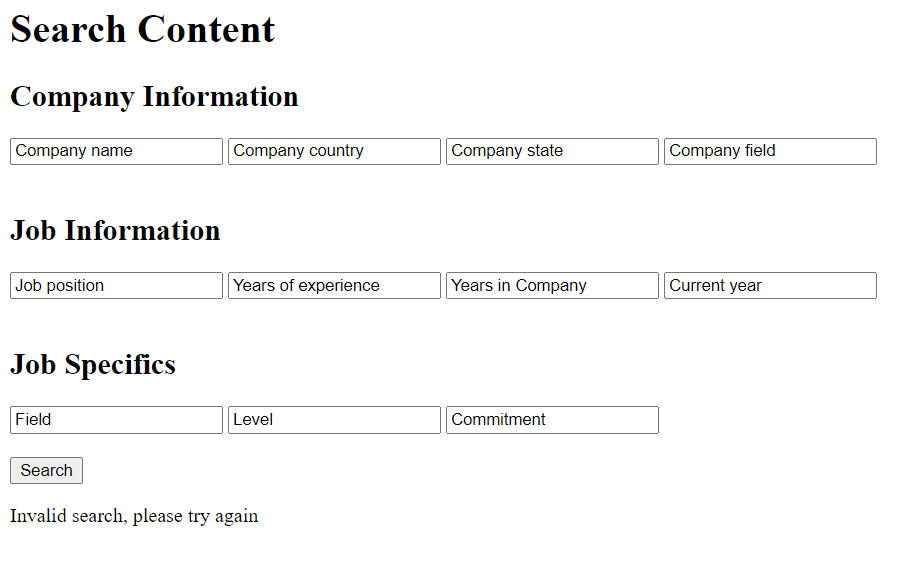 Search Content
Company Information
Company name Company country Company state Company field
Job Information
Job position Years of experience Years in Company Current year
Job Specifics
Field Level Commitment
Search
Invalid search, please try again